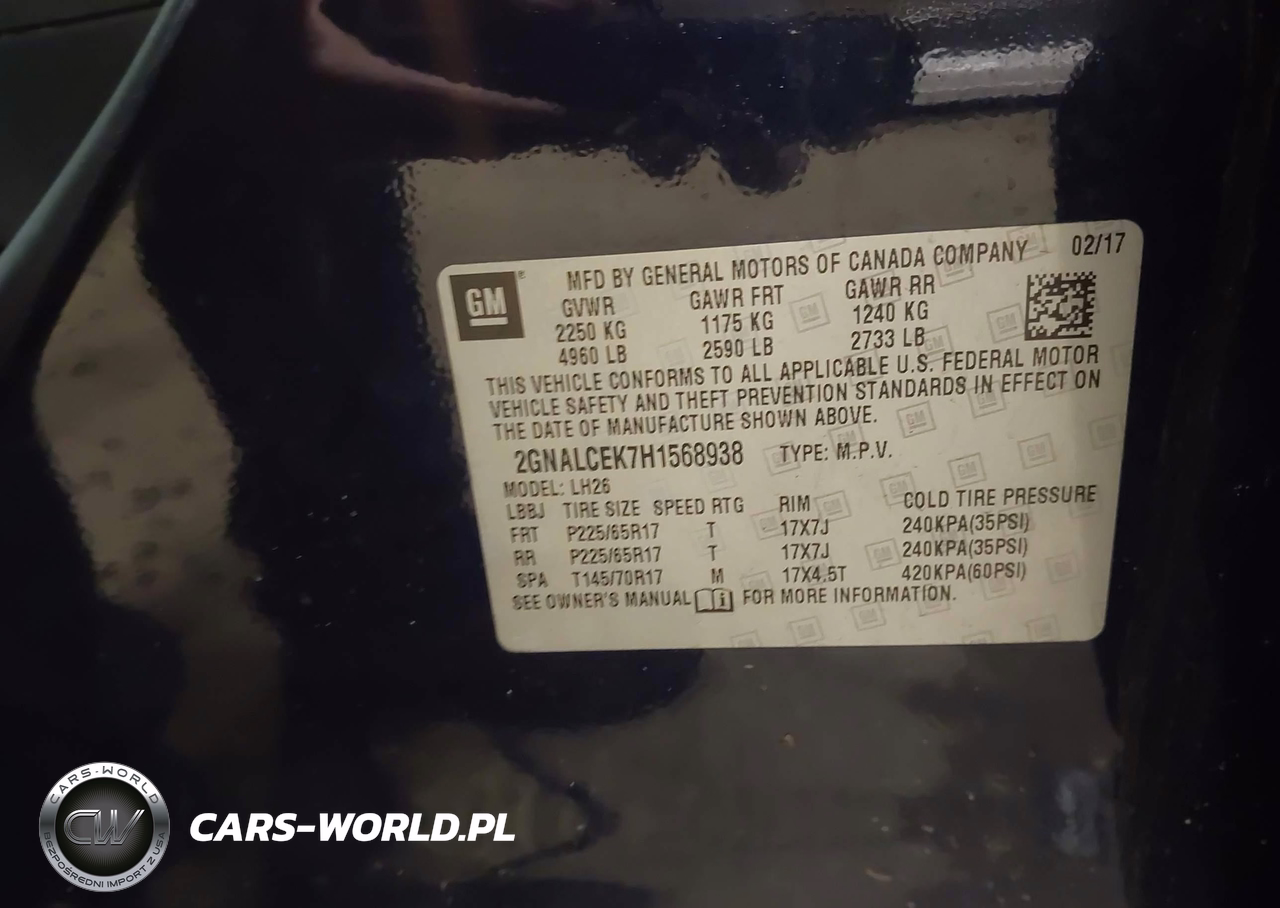 GM
MFD BY GENERAL MOTORS OF CANADA COMPANY 02/17
GVWR GAWR FRT GAWR RR
2250 KG 1175 KG 1240 KG
4960 LB 2590 LB 2733 LB
THIS VEHICLE CONFORMS TO ALL APPLICABLE U.S. FEDERAL MOTOR
VEHICLE SAFETY AND THEFT PREVENTION STANDARDS IN EFFECT ON
THE DATE OF MANUFACTURE SHOWN ABOVE.
2GNALCEK7H1568938 TYPE: M.P.V.
MODEL: LH26
LBBJ TIRE SIZE SPEED RTG RIM COLD TIRE PRESSURE
FRT P225/65R17 T 17X7J 240KPA(35PSI)
RR P225/65R17 T 17X7J 240KPA(35PSI)
SPA T145/70R17 M 17X4.5T 420KPA(60PSI)
SEE OWNER'S MANUAL FOR MORE INFORMATION.
CARS-WORLD
CW
BEZPOŚREDNI IMPORT Z USA
CARS-WORLD.PL